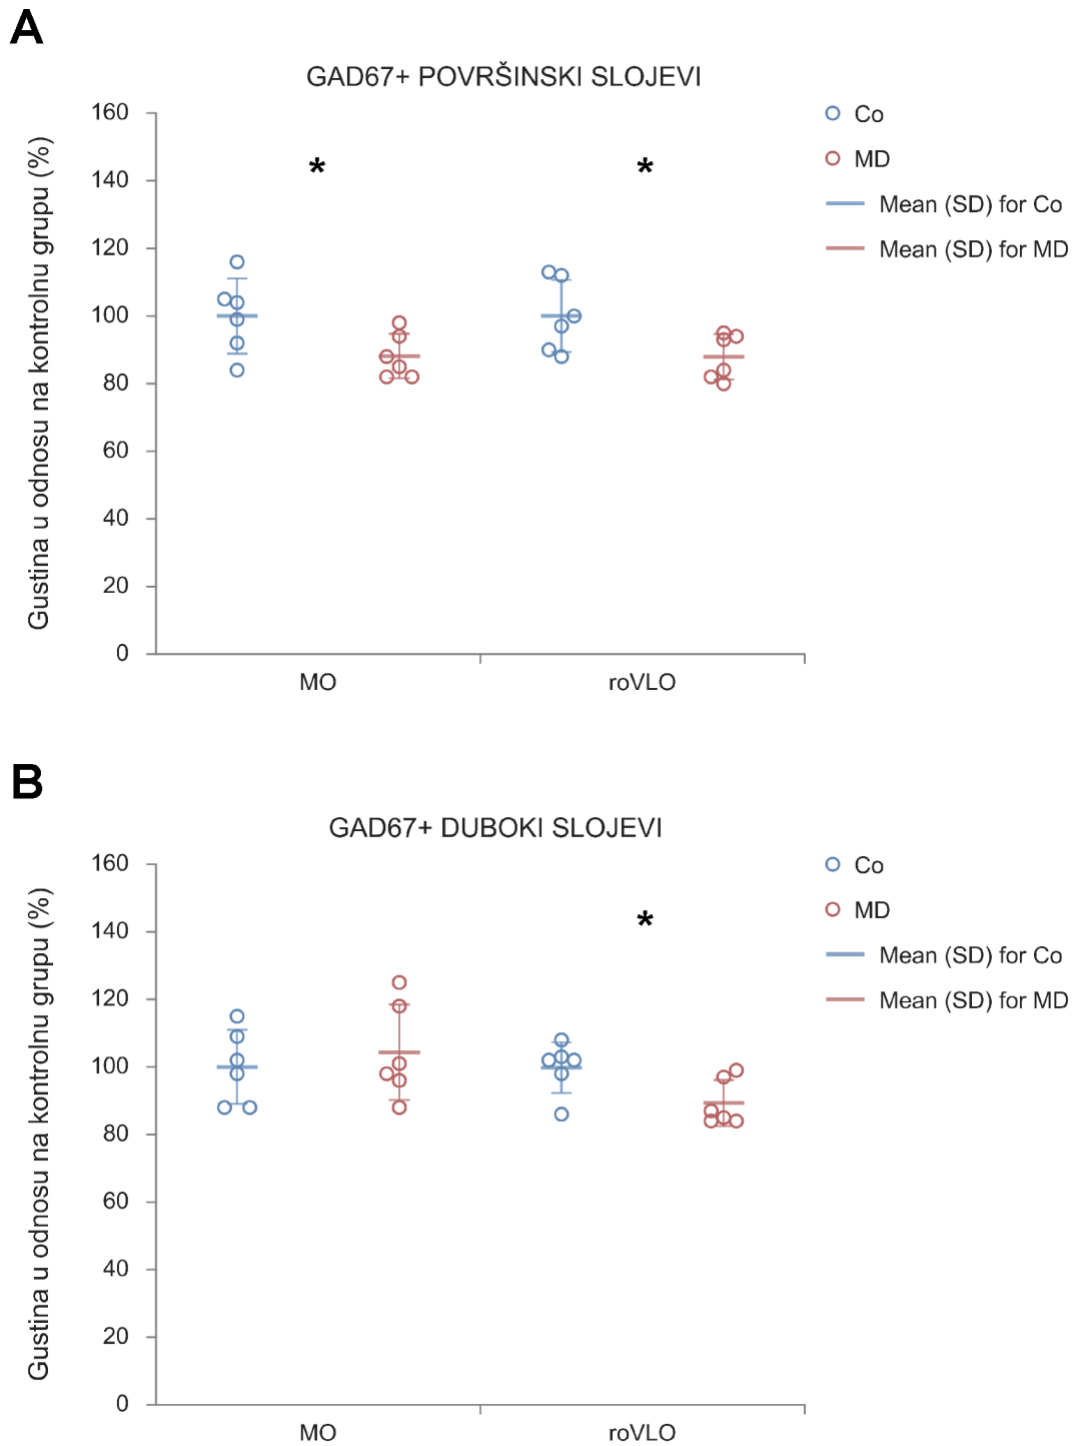 A
GAD67+ POVRŠINSKI SLOJEVI
Gustina u odnosu na kontrolnu grupu (%)
160
140
120
100
80
60
40
20
0
*
*
MO
roVLO
Co
MD
Mean (SD) for Co
Mean (SD) for MD
B
GAD67+ DUBOKI SLOJEVI
Gustina u odnosu na kontrolnu grupu (%)
160
140
120
100
80
60
40
20
0
*
MO
roVLO
Co
MD
Mean (SD) for Co
Mean (SD) for MD